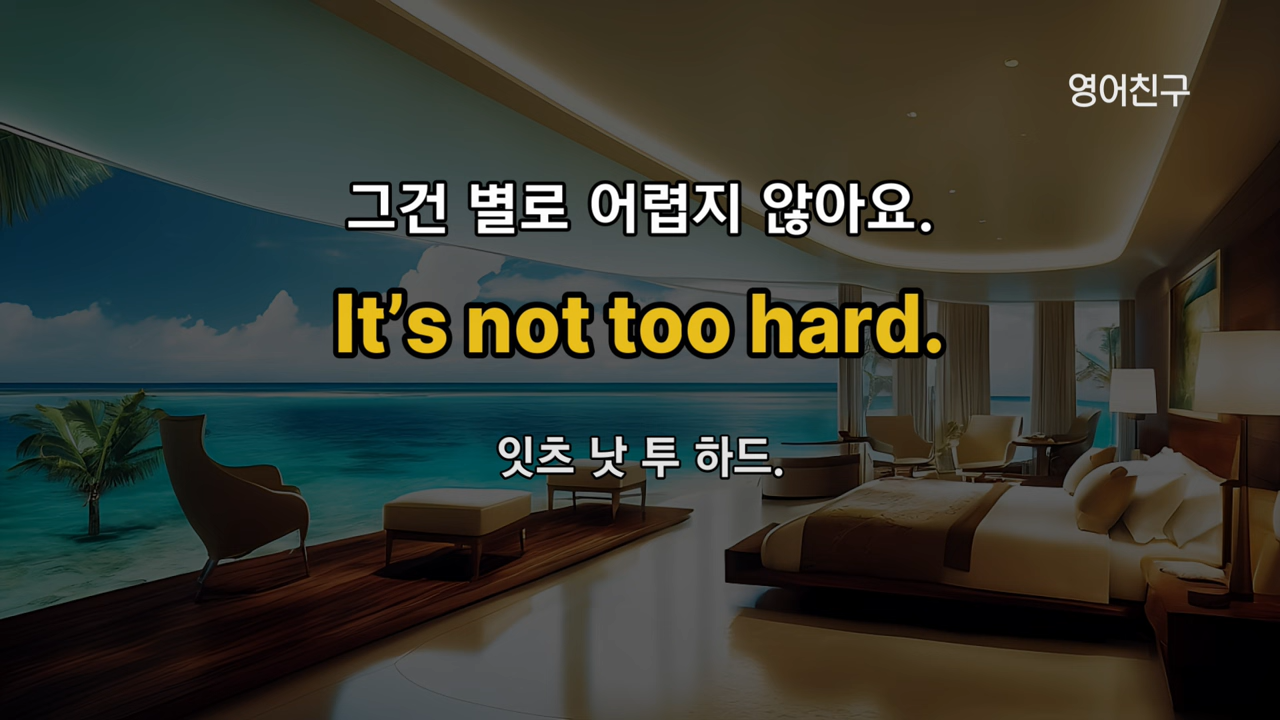 영어친구
그건 별로 어렵지 않아요.
It’s not too hard.
잇츠 낫 투 하드.